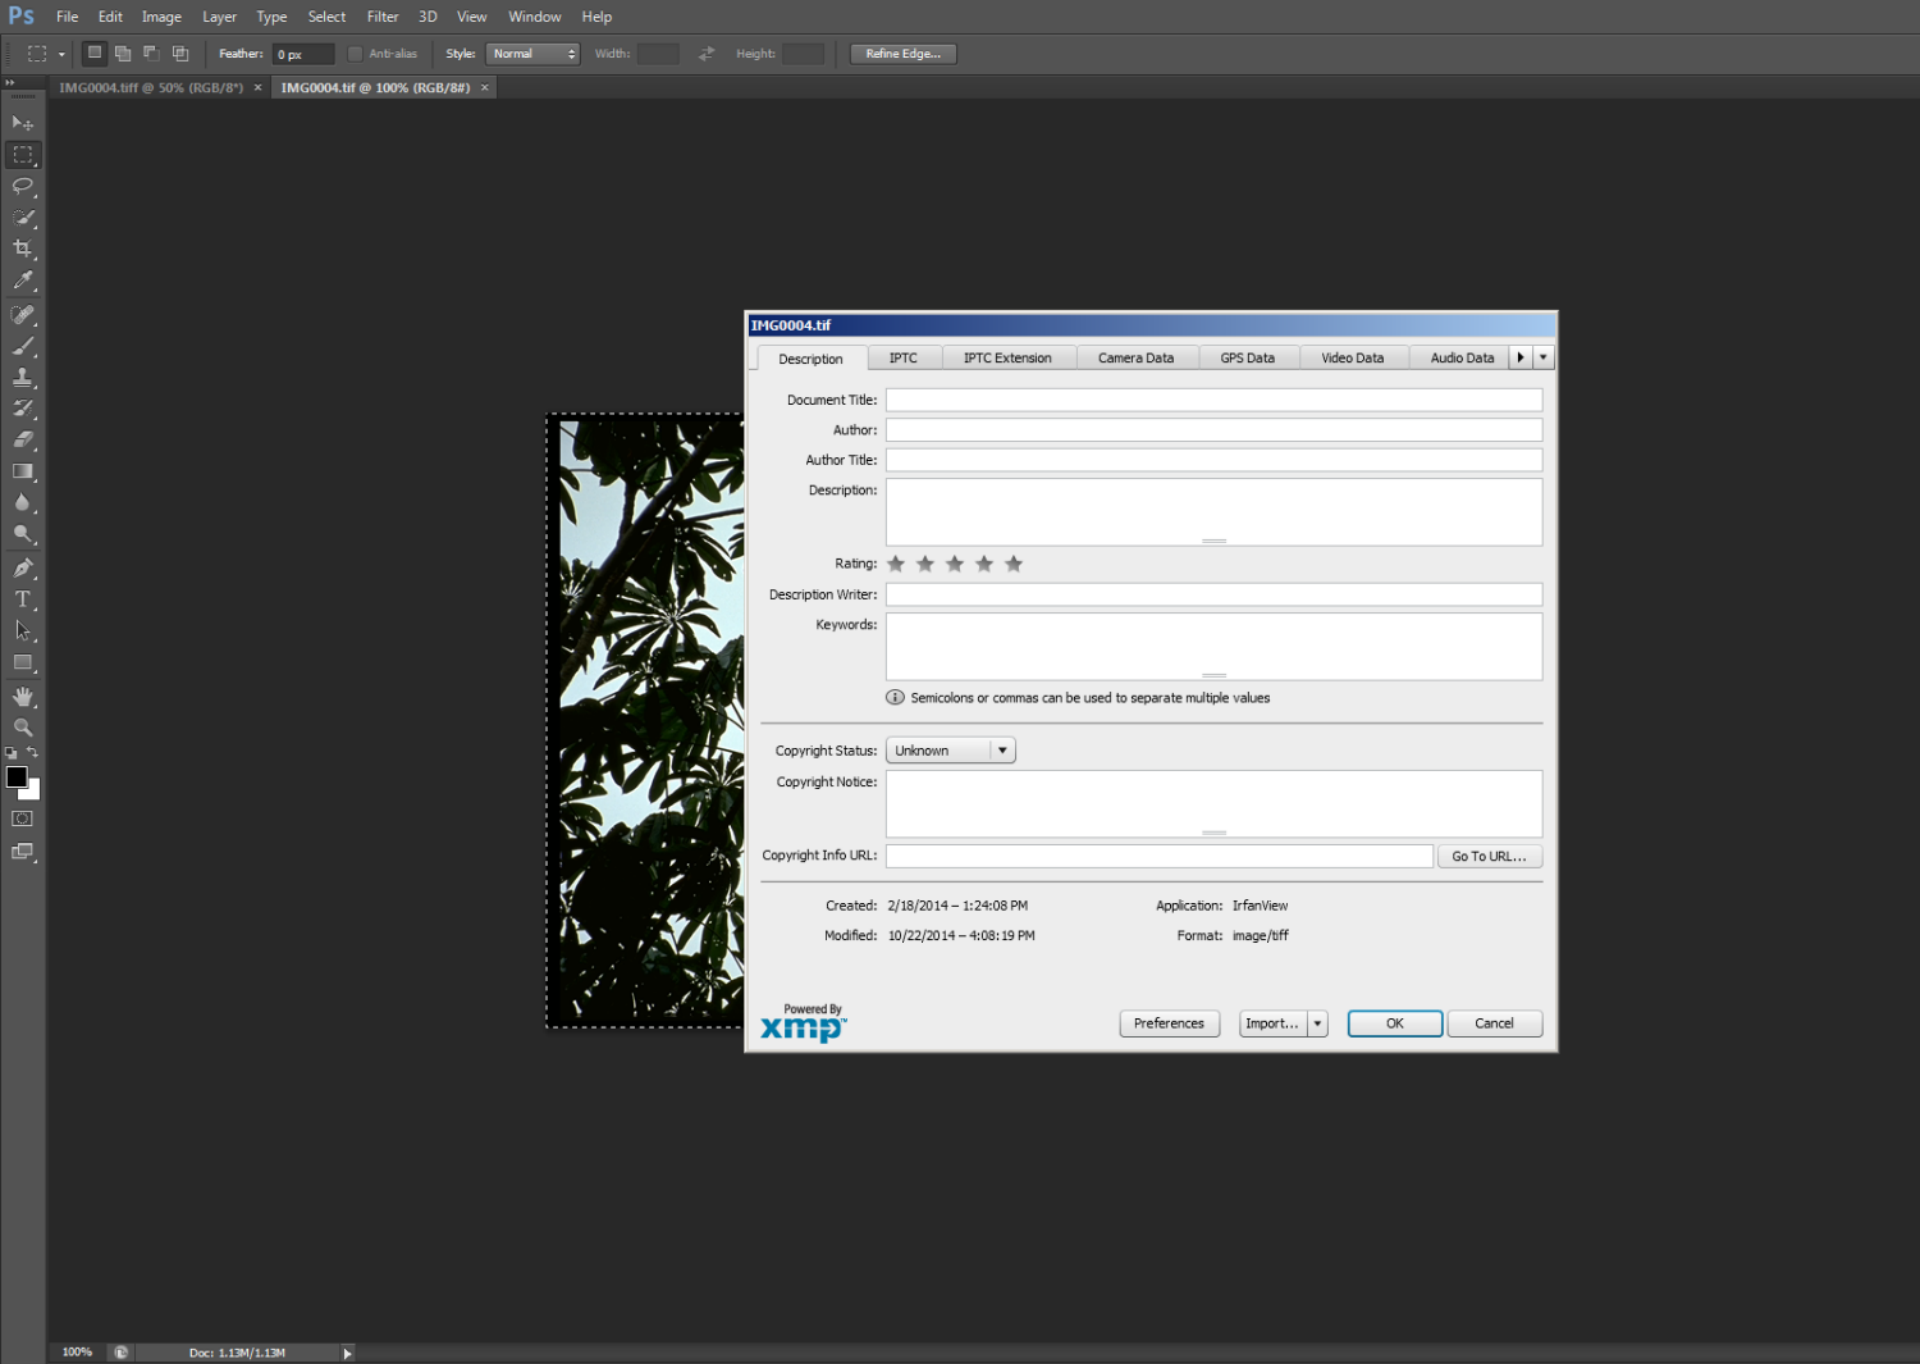 Ps File Edit Image Layer Type Select Filter 3D View Window Help
Feather: 0 px Anti-alias Style: Normal Width: Height: Refine Edge...
IMG0004.tiff @ 50% (RGB/8*) × IMG0004.tif @ 100% (RGB/8#) ×
IMG0004.tif
Description IPTC IPTC Extension Camera Data GPS Data Video Data Audio Data
Document Title:
Author:
Author Title:
Description:
Rating:
Description Writer:
Keywords:
Semicolons or commas can be used to separate multiple values
Copyright Status: Unknown
Copyright Notice:
Copyright Info URL: Go To URL...
Created: 2/18/2014 – 1:24:08 PM Application: IrfanView
Modified: 10/22/2014 – 4:08:19 PM Format: image/tiff
Powered By
xmp™
Preferences Import... OK Cancel
100% Doc: 1.13M/1.13M